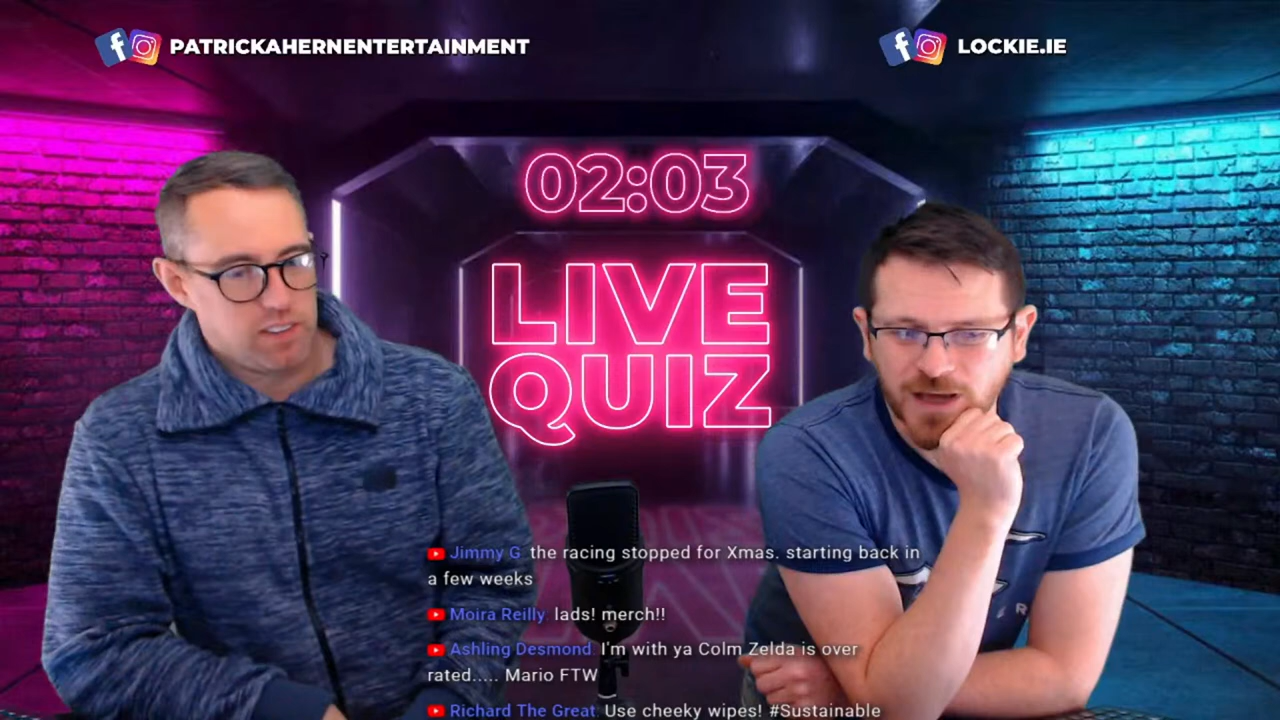 PATRICKAHERNENTERTAINMENT
LOCKIE.IE
02:03
LIVE
QUIZ
Jimmy G the racing stopped for Xmas. starting back in
a few weeks
Moira Reilly lads! merch!!
Ashling Desmond I'm with ya Colm Zelda is over
rated..... Mario FTW
Richard The Great Use cheeky wipes! #Sustainable